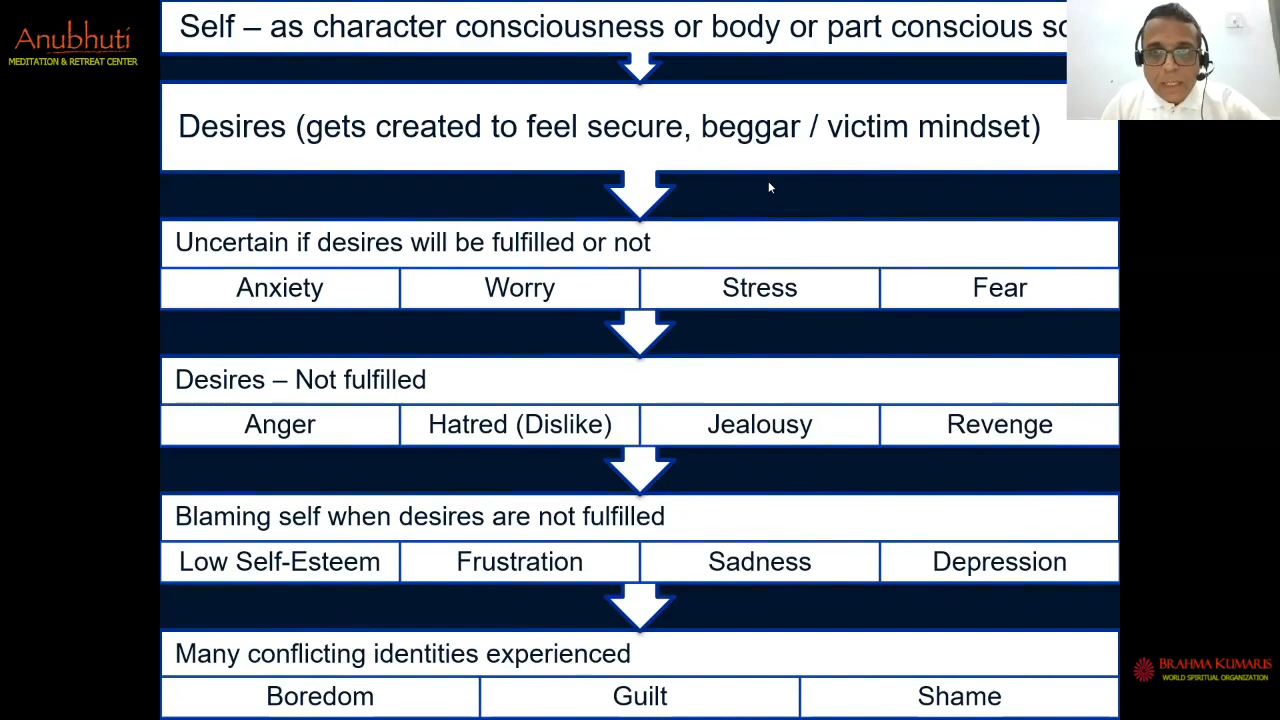 Anubhuti
MEDITATION & RETREAT CENTER
Self – as character consciousness or body or part conscious
Desires (gets created to feel secure, beggar / victim mindset)
Uncertain if desires will be fulfilled or not
Anxiety Worry Stress Fear
Desires – Not fulfilled
Anger Hatred (Dislike) Jealousy Revenge
Blaming self when desires are not fulfilled
Low Self-Esteem Frustration Sadness Depression
Many conflicting identities experienced
Boredom Guilt Shame
BRAHMA KUMARIS
WORLD SPIRITUAL ORGANIZATION